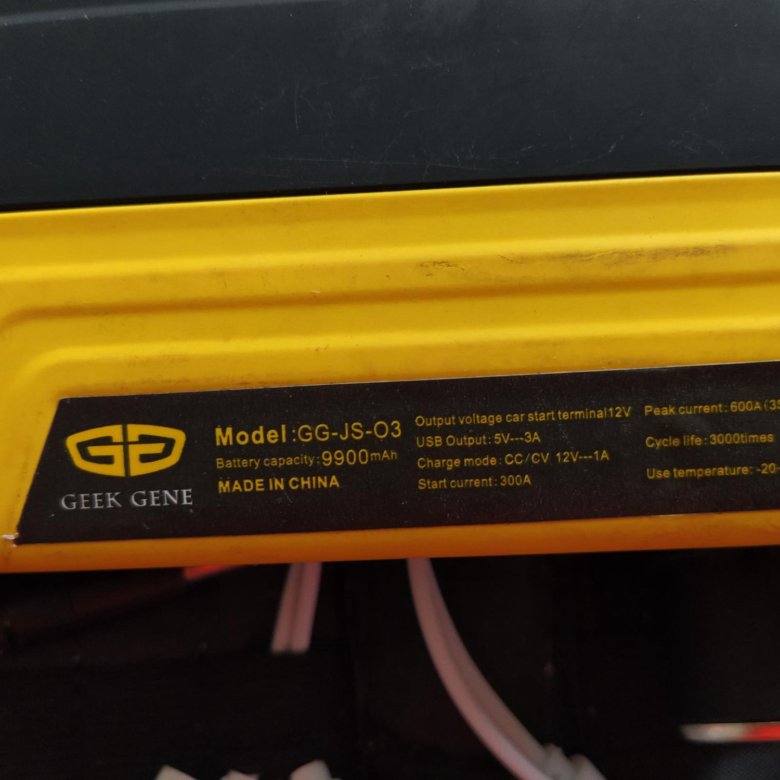 GEEK GENE
Model:GG-JS-03
Battery capacity:9900mAh
MADE IN CHINA
Output voltage car start terminal12V
USB Output: 5V---3A
Charge mode: CC/CV 12V---1A
Start current: 300A
Peak current: 600A (3S
Cycle life: 3000times
Use temperature: -20